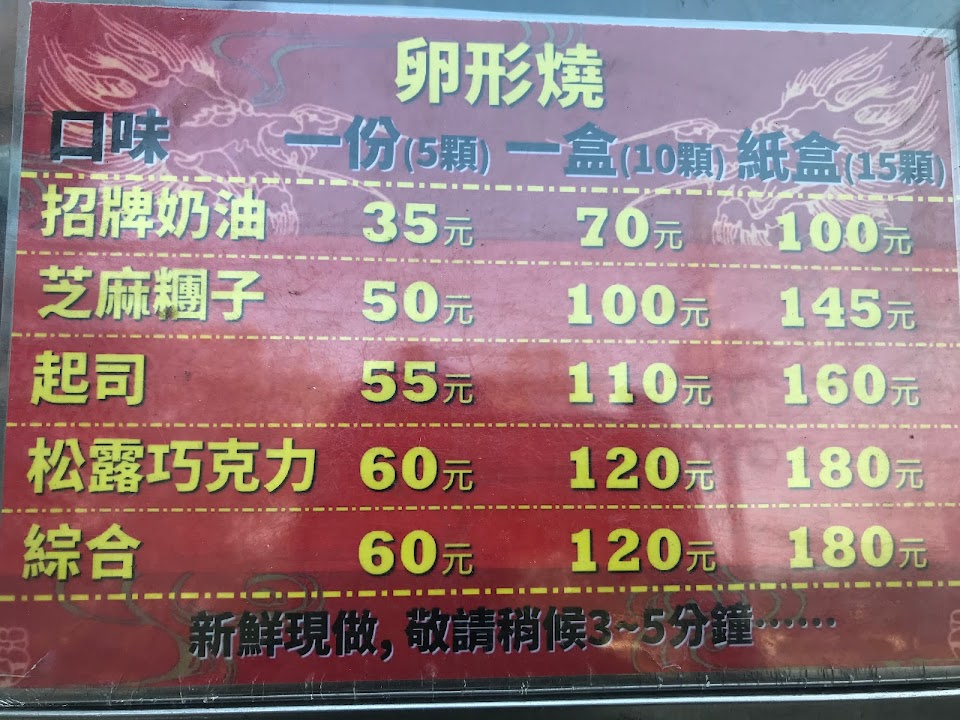 卵形燒
口味 一份(5顆) 一盒(10顆) 紙盒(15顆)
招牌奶油 35元 70元 100元
芝麻糰子 50元 100元 145元
起司 55元 110元 160元
松露巧克力 60元 120元 180元
綜合 60元 120元 180元
新鮮現做, 敬請稍候3~5分鐘……